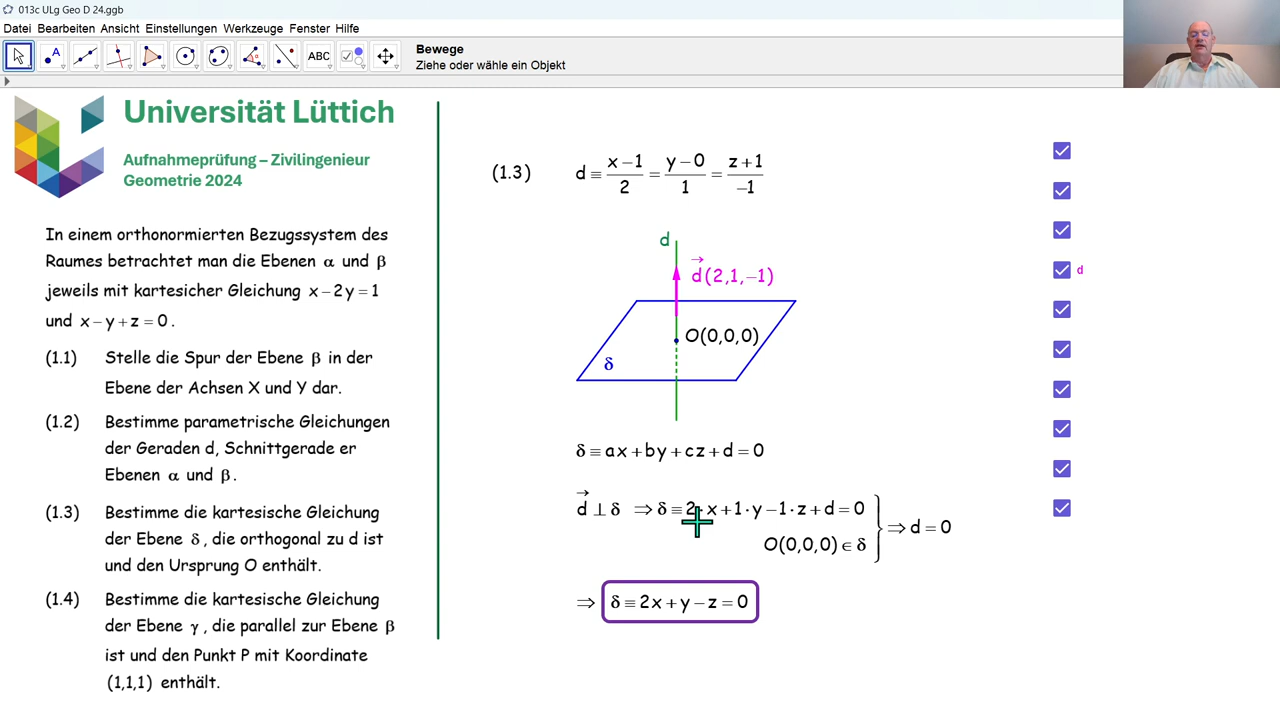 013c ULg Geo D 24.ggb
Datei Bearbeiten Ansicht Einstellungen Werkzeuge Fenster Hilfe
A
ABC
Bewege
Ziehe oder wähle ein Objekt
Universität Lüttich
Aufnahmeprüfung – Zivilingenieur
Geometrie 2024
In einem orthonormierten Bezugssystem des
Raumes betrachtet man die Ebenen α und β
jeweils mit kartesicher Gleichung x – 2y = 1
und x – y + z = 0 .
(1.1) Stelle die Spur der Ebene β in der
Ebene der Achsen X und Y dar.
(1.2) Bestimme parametrische Gleichungen
der Geraden d, Schnittgerade er
Ebenen α und β.
(1.3) Bestimme die kartesische Gleichung
der Ebene δ , die orthogonal zu d ist
und den Ursprung O enthält.
(1.4) Bestimme die kartesische Gleichung
der Ebene γ , die parallel zur Ebene β
ist und den Punkt P mit Koordinate
(1,1,1) enthält.
(1.3) d ≡ (x – 1)/2 = (y – 0)/1 = (z + 1)/–1
d
d⃗(2,1,–1)
O(0,0,0)
δ
δ ≡ ax + by + cz + d = 0
d⃗ ⊥ δ ⇒ δ ≡ 2· x + 1· y – 1· z + d = 0
O(0,0,0) ∈ δ
⇒ d = 0
⇒ δ ≡ 2x + y – z = 0
d